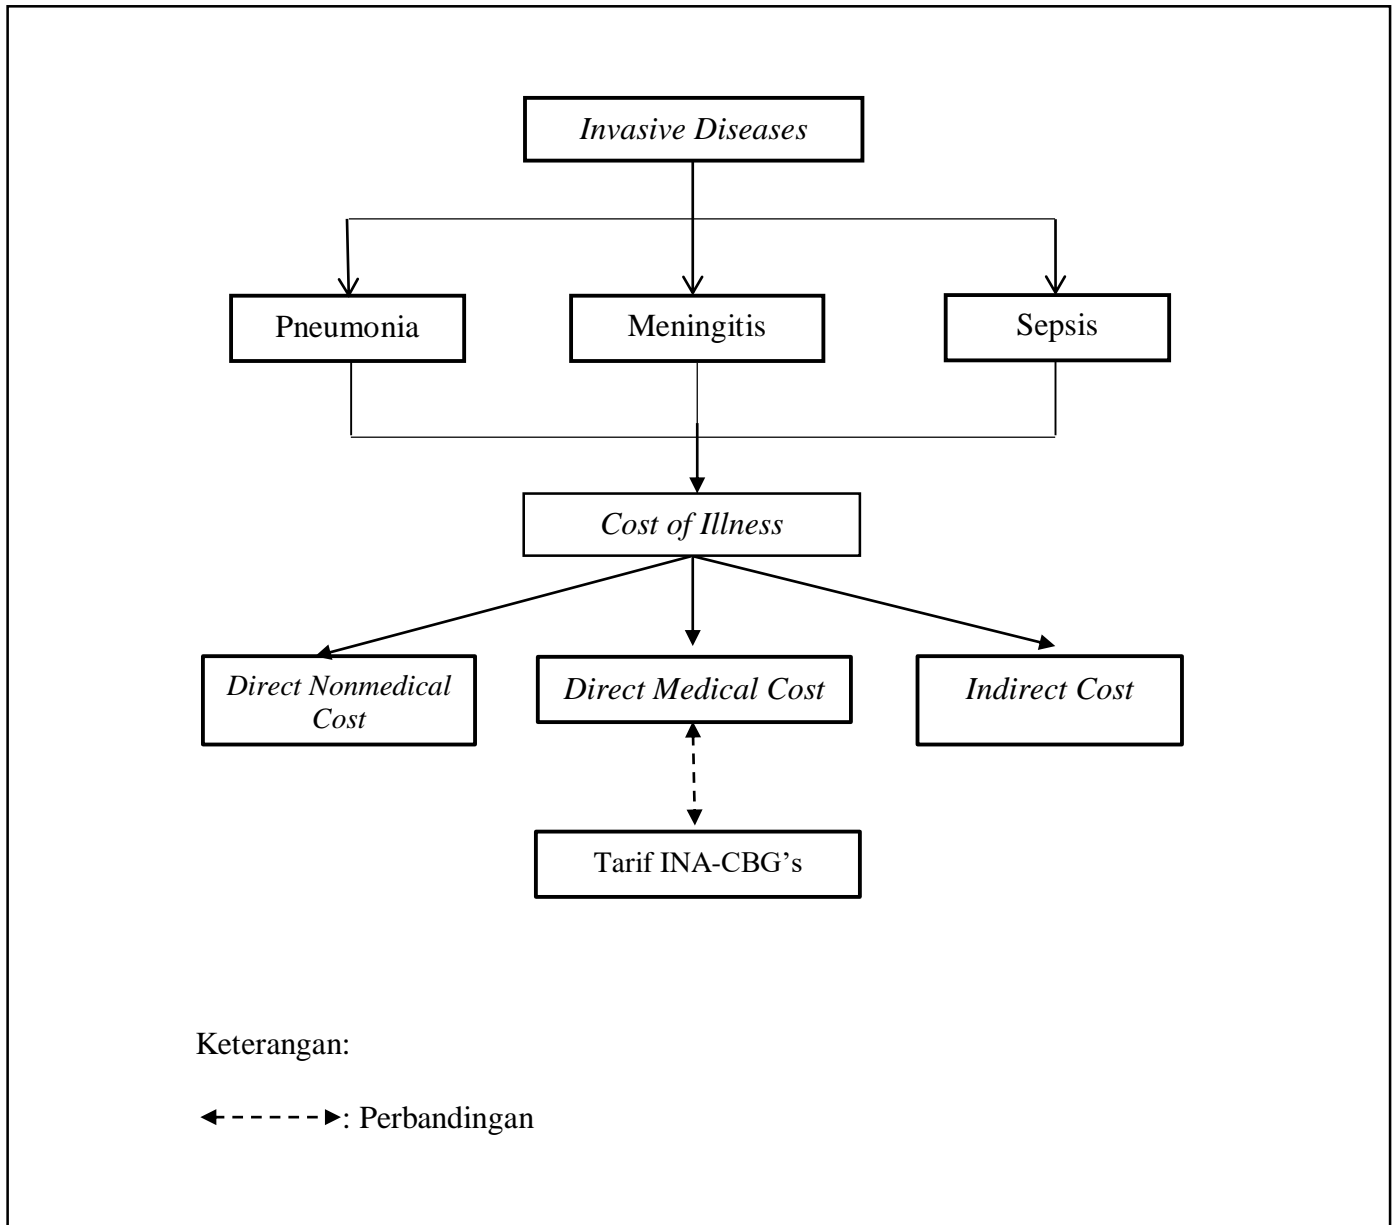 Invasive Diseases
Pneumonia
Meningitis
Sepsis
Cost of Illness
Direct Nonmedical
Cost
Direct Medical Cost
Indirect Cost
Tarif INA-CBG’s
Keterangan:
: Perbandingan